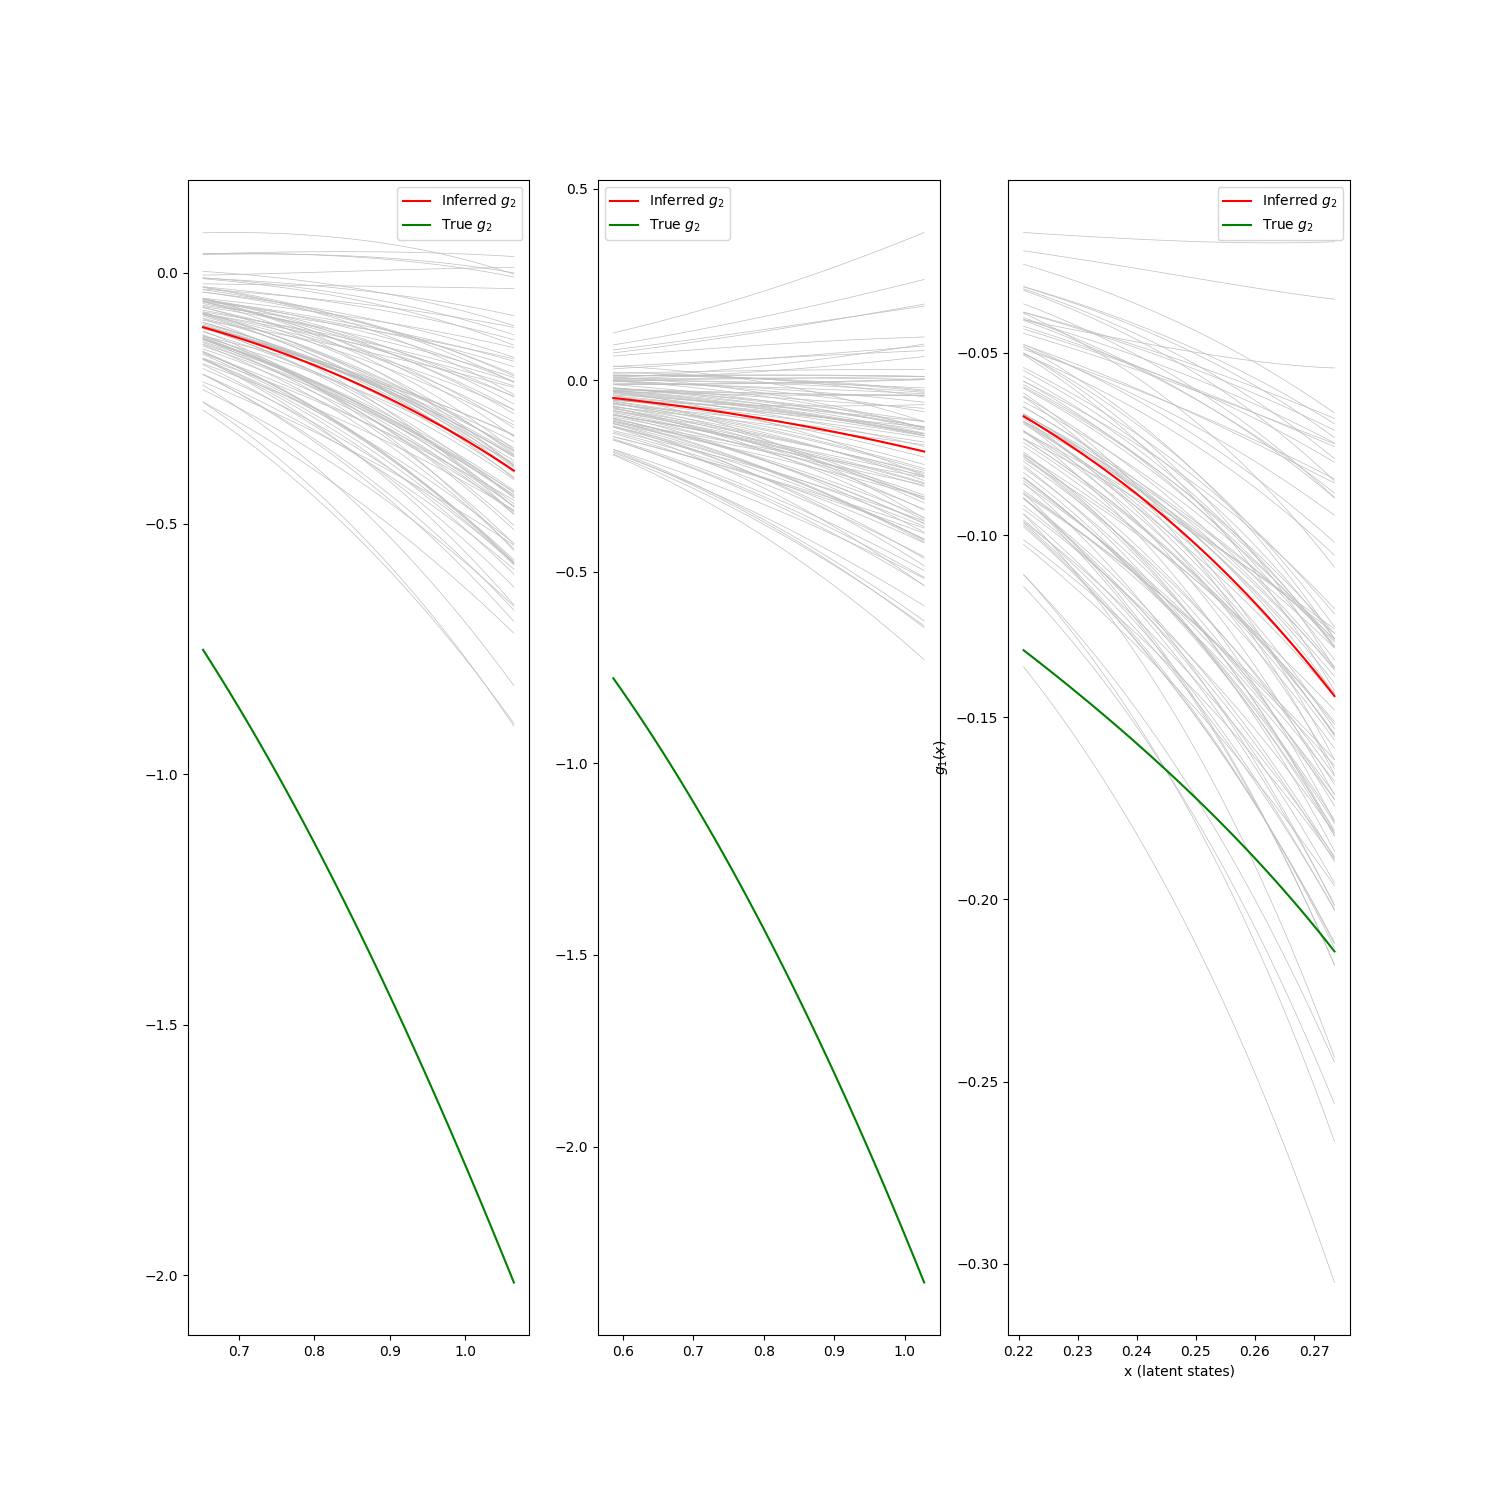 Inferred g₂
True g₂
0.0
−0.5
−1.0
−1.5
−2.0
0.7 0.8 0.9 1.0
Inferred g₂
True g₂
0.5
0.0
−0.5
−1.0
−1.5
−2.0
0.6 0.7 0.8 0.9 1.0
Inferred g₂
True g₂
g₁(x)
−0.05
−0.10
−0.15
−0.20
−0.25
−0.30
0.22 0.23 0.24 0.25 0.26 0.27
x (latent states)